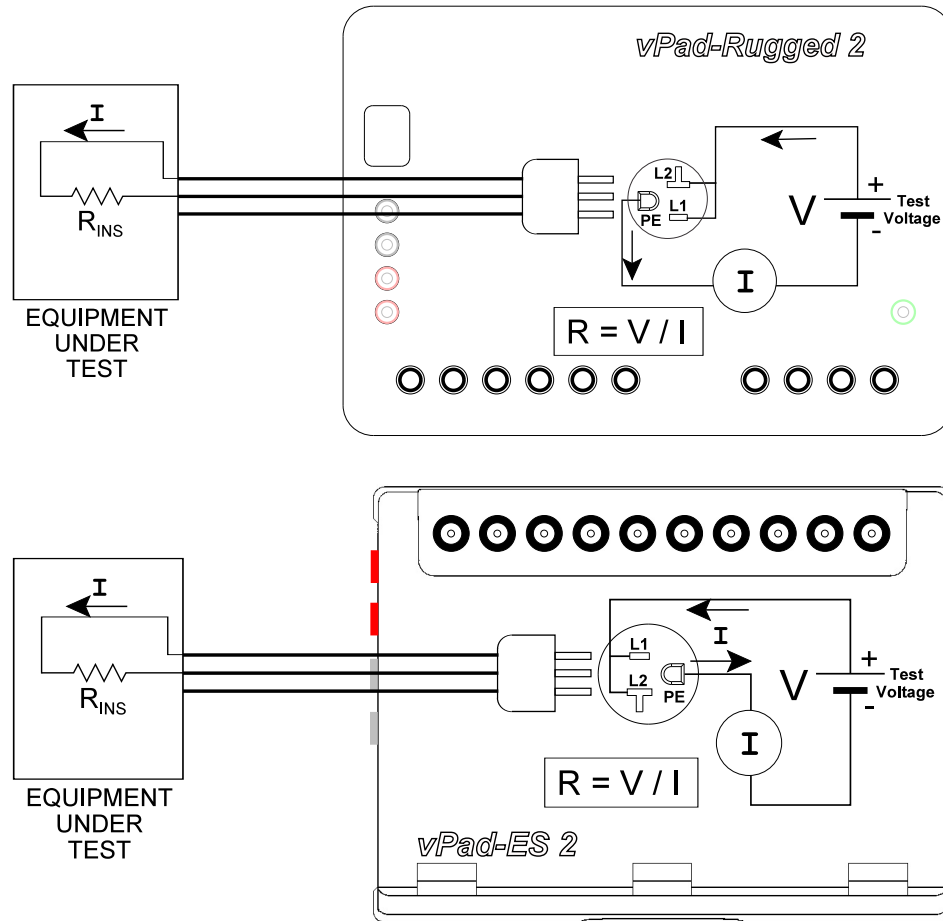 vPad-Rugged 2
I
RINS
EQUIPMENT
UNDER
TEST
L2
L1
PE
V
+
Test
Voltage
-
I
R = V / I
I
RINS
EQUIPMENT
UNDER
TEST
L1
L2
PE
I
V
+
Test
Voltage
-
I
R = V / I
vPad-ES 2